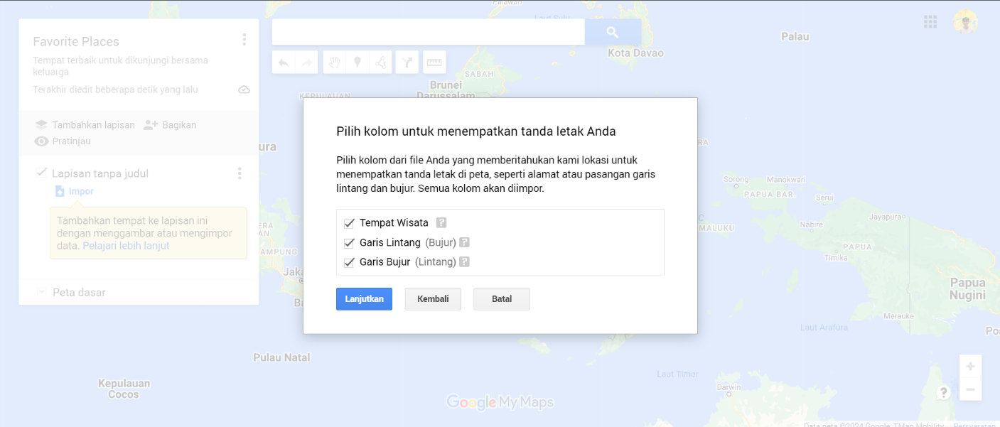 Favorite Places
Tempat terbaik untuk dikunjungi bersama
keluarga
Terakhir diedit beberapa detik yang lalu
Tambahkan lapisan
Bagikan
Pratinjau
Lapisan tanpa judul
Impor
Tambahkan tempat ke lapisan ini
dengan menggambar atau mengimpor
data. Pelajari lebih lanjut
Peta dasar
Pilih kolom untuk menempatkan tanda letak Anda
Pilih kolom dari file Anda yang memberitahukan kami lokasi untuk
menempatkan tanda letak di peta, seperti alamat atau pasangan garis
lintang dan bujur. Semua kolom akan diimpor.
Tempat Wisata ?
Garis Lintang (Bujur) ?
Garis Bujur (Lintang) ?
Lanjutkan
Kembali
Batal
Palawan
Laut Sulu
Kota Davao
Palau
SABAH
Brunei
Darussalam
KEPULAUAN
ura
RA
Sorong
Manokwari
PAPUA BAR.
Serui
Jayapura
Nabire
MALUKU
PAPUA
Timika
ERA
AMPUNG
Jaka
Ba
Papua
Nugini
Merauke
Laut Arafura
Po
Pulau Natal
Kepulauan
Cocos
Laut Timor
Darwin
Google My Maps
?
Data peta ©2024 Google, TMap Mobility
Persyaratan